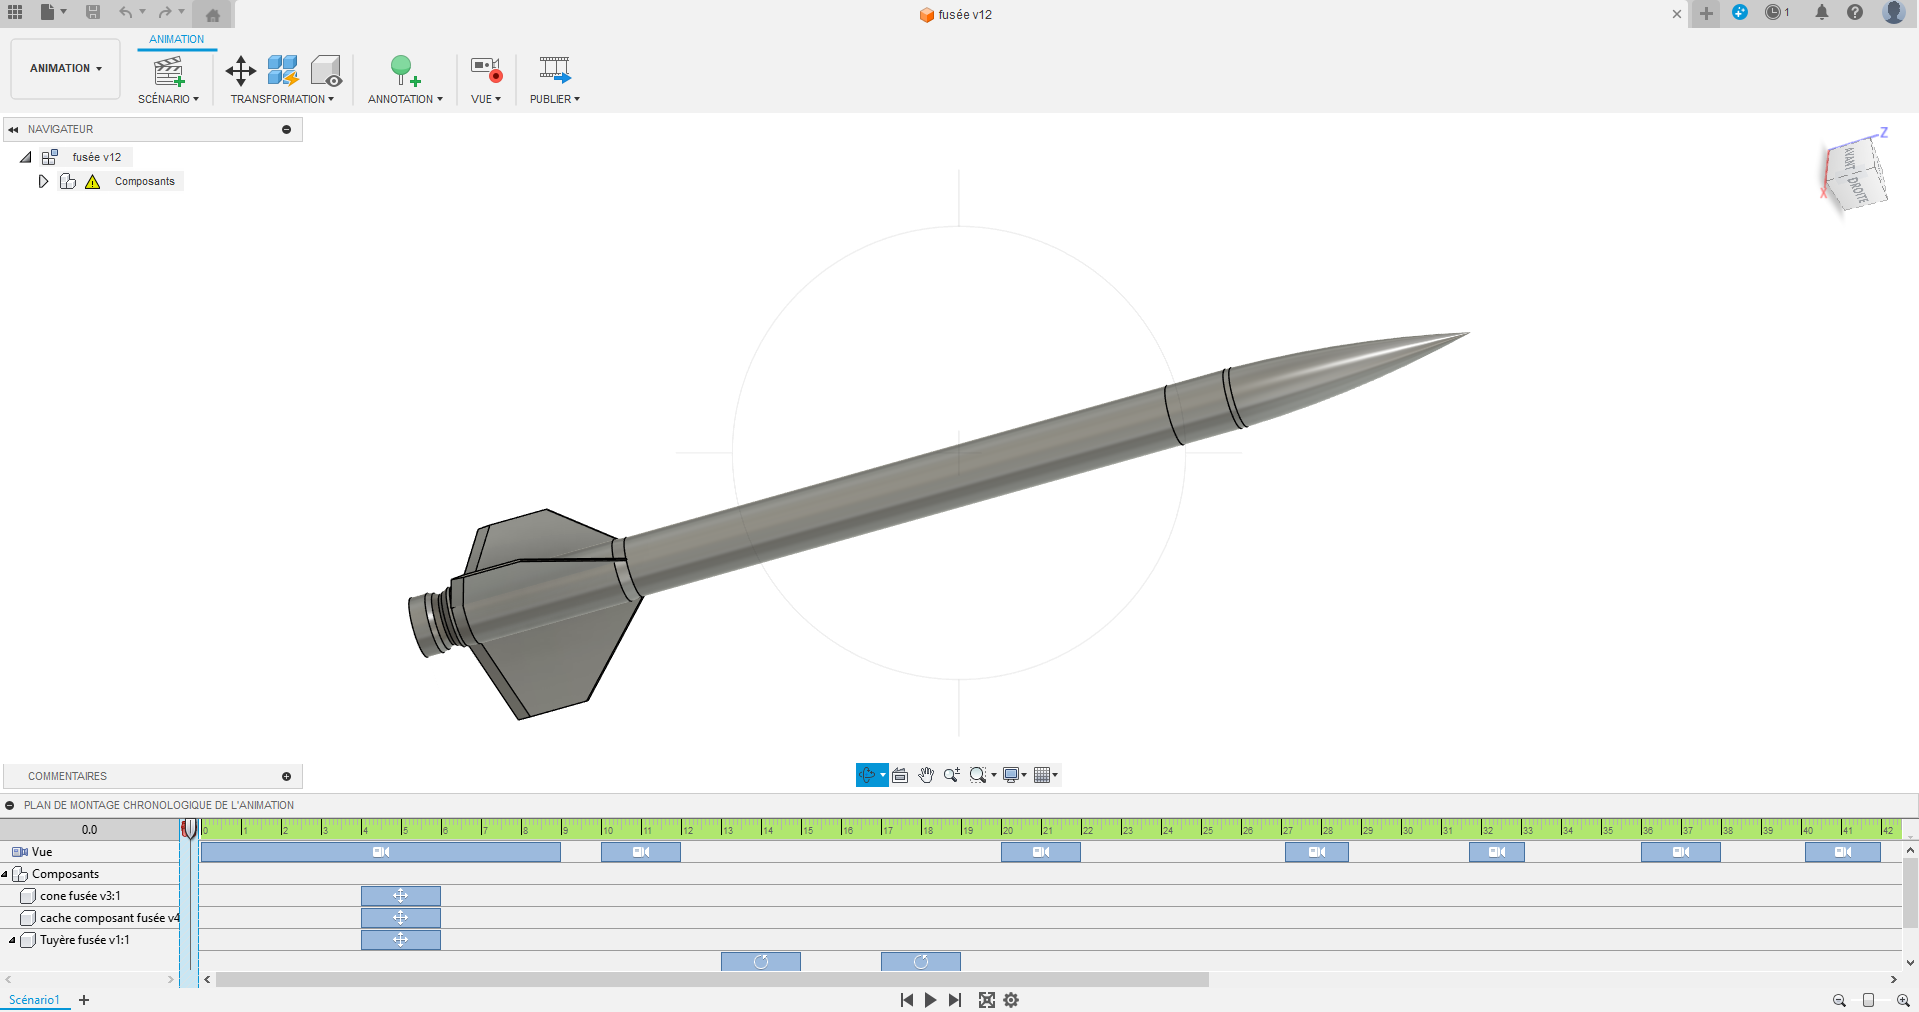 fusée v12
1
ANIMATION
ANIMATION
SCÉNARIO
TRANSFORMATION
ANNOTATION
VUE
PUBLIER
NAVIGATEUR
fusée v12
Composants
Z
AVANT
DROITE
X
COMMENTAIRES
PLAN DE MONTAGE CHRONOLOGIQUE DE L'ANIMATION
0.0
0 1 2 3 4 5 6 7 8 9 10 11 12 13 14 15 16 17 18 19 20 21 22 23 24 25 26 27 28 29 30 31 32 33 34 35 36 37 38 39 40 41 42
Vue
Composants
cone fusée v3:1
cache composant fusée v4
Tuyère fusée v1:1
Scénario1